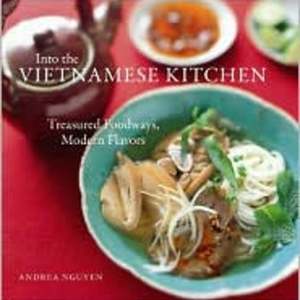 Into the
VIETNAMESE KITCHEN
Treasured Foodways,
Modern Flavors
ANDREA NGUYEN